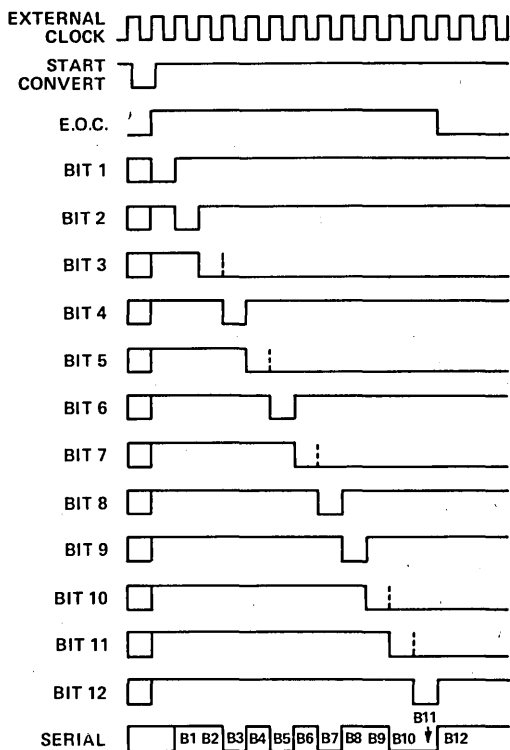 EXTERNAL
CLOCK
START
CONVERT
E.O.C.
BIT 1
BIT 2
BIT 3
BIT 4
BIT 5
BIT 6
BIT 7
BIT 8
BIT 9
BIT 10
BIT 11
BIT 12
B11
SERIAL B1 B2 B3 B4 B5 B6 B7 B8 B9 B10 B12